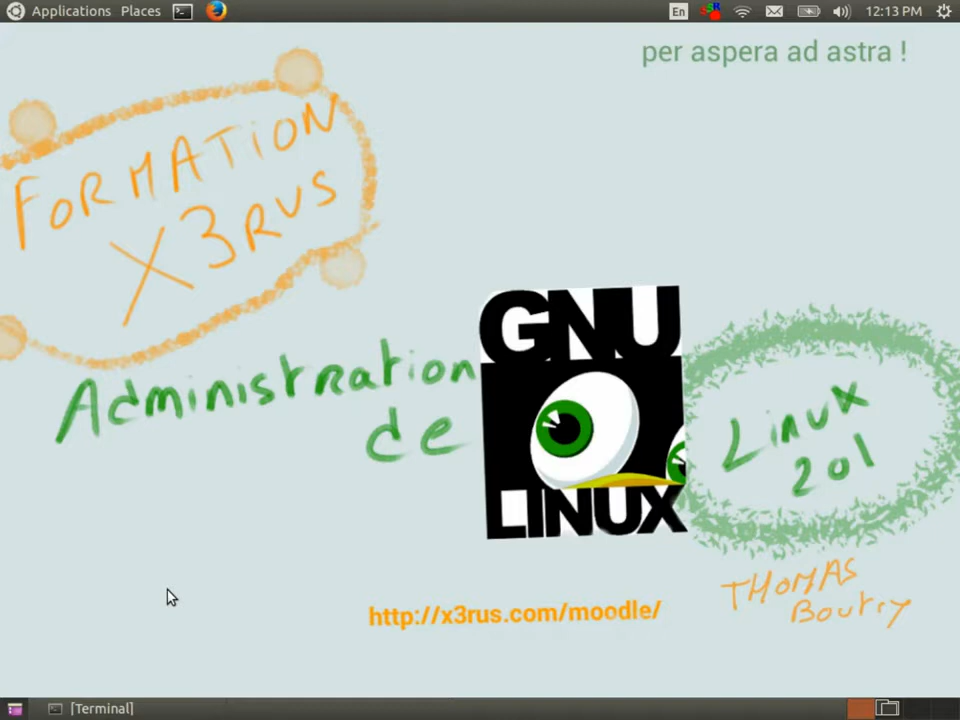 Applications Places
En
SSR
12:13 PM
per aspera ad astra !
FORMATION
X3RUS
Administration
de
GNU
LINUX
Linux
201
THOMAS
Boutry
http://x3rus.com/moodle/
[Terminal]